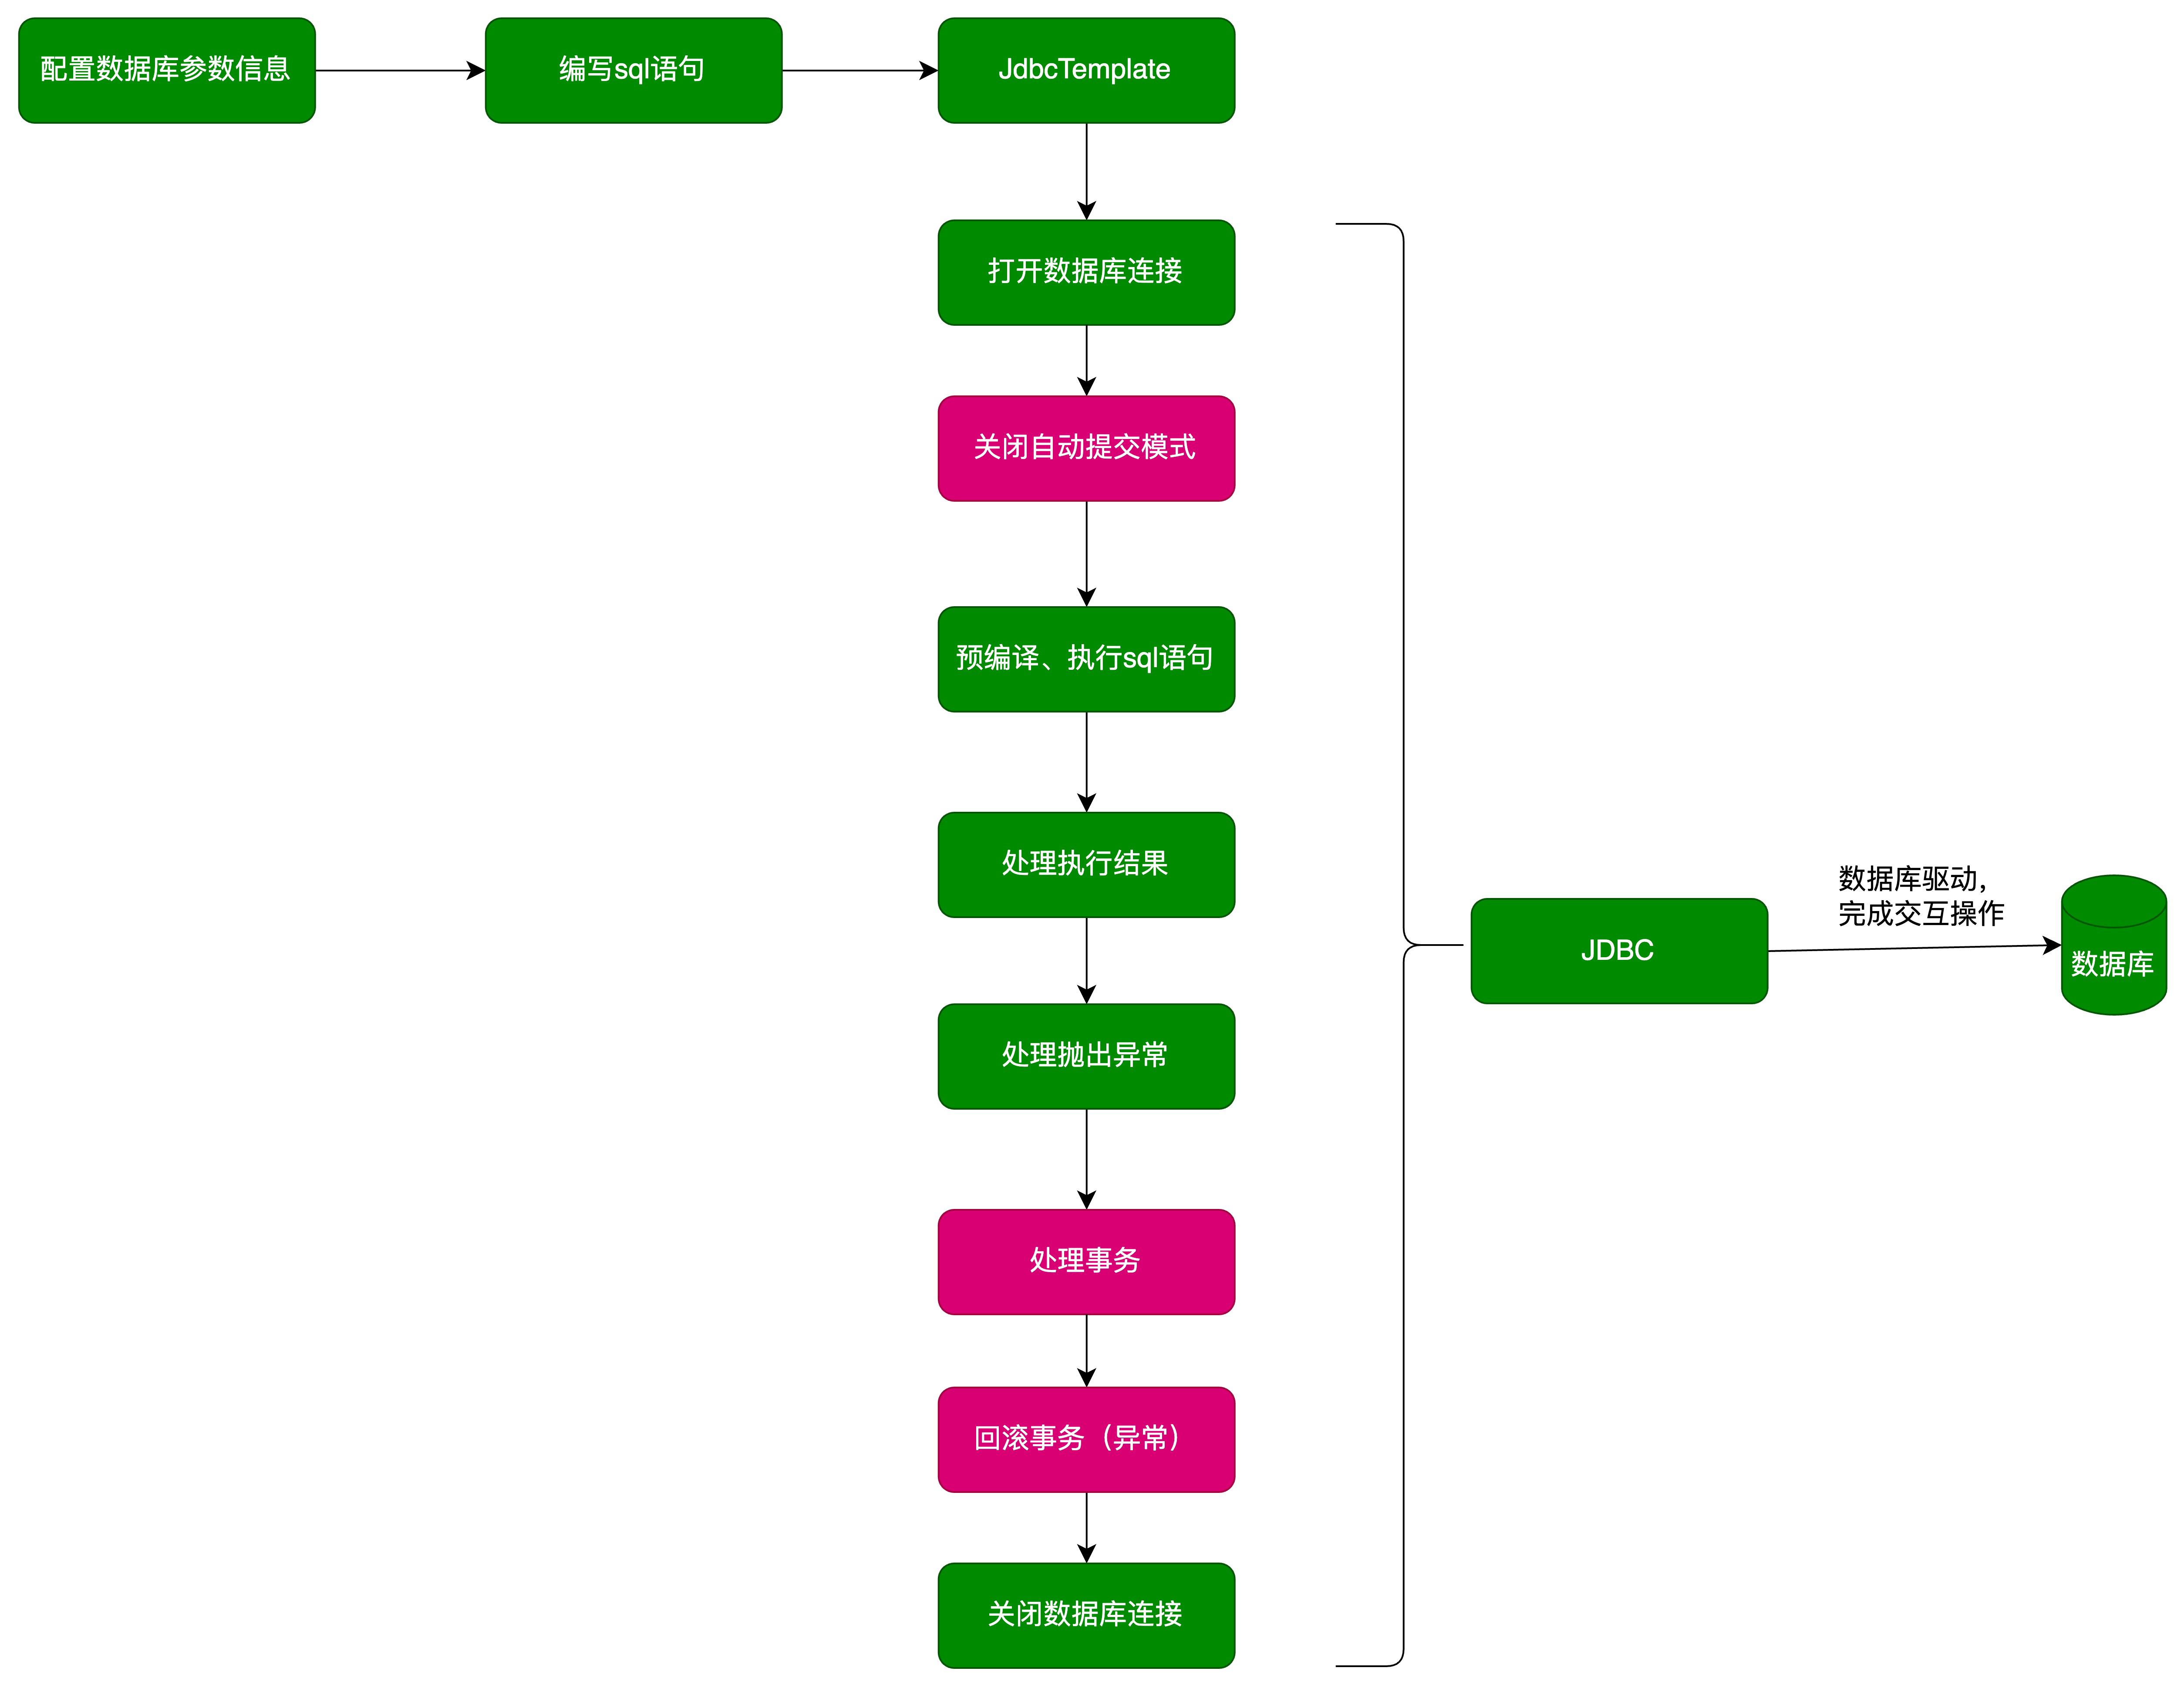 配置数据库参数信息
编写sql语句
JdbcTemplate
打开数据库连接
关闭自动提交模式
预编译、执行sql语句
处理执行结果
处理抛出异常
处理事务
回滚事务（异常）
关闭数据库连接
JDBC
数据库驱动，
完成交互操作
数据库